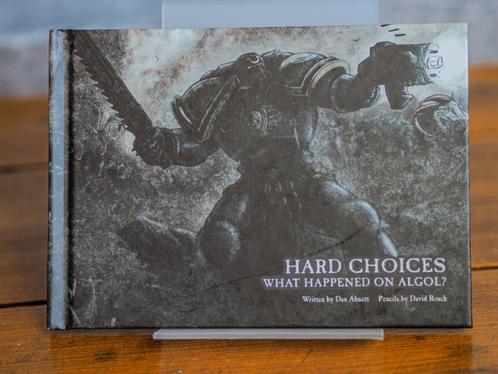 HARD CHOICES
WHAT HAPPENED ON ALGOL?
Written by Dan Abnett Pencils by David Roach